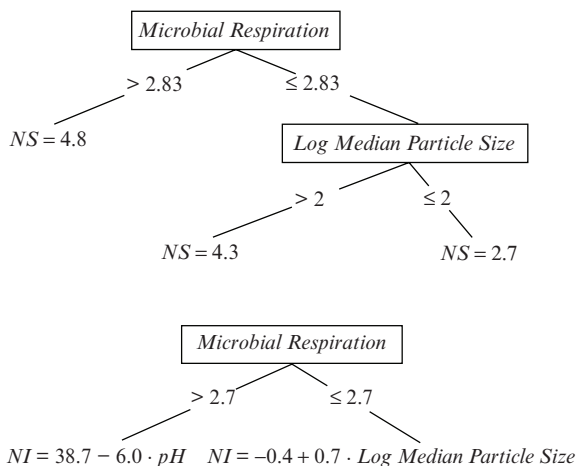 Microbial Respiration
> 2.83 ≤ 2.83
NS = 4.8
Log Median Particle Size
> 2 ≤ 2
NS = 4.3 NS = 2.7
Microbial Respiration
> 2.7 ≤ 2.7
NI = 38.7 − 6.0 · pH NI = −0.4 + 0.7 · Log Median Particle Size